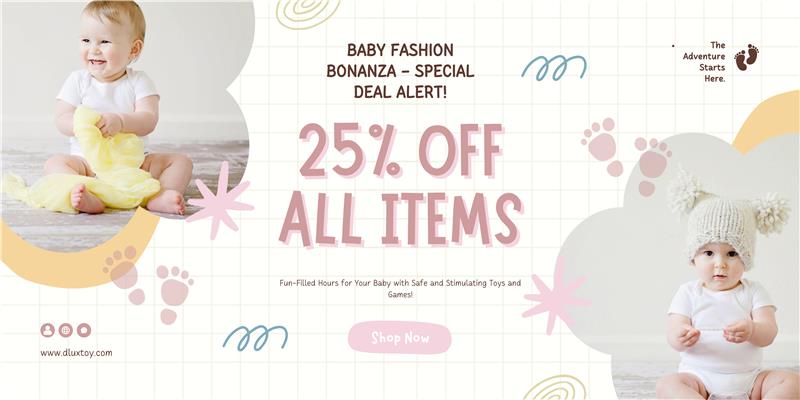 BABY FASHION
BONANZA – SPECIAL
DEAL ALERT!
The
Adventure
Starts
Here.
25% OFF
ALL ITEMS
Fun-Filled Hours for Your Baby with Safe and Stimulating Toys and
Games!
Shop Now
www.dluxtoy.com